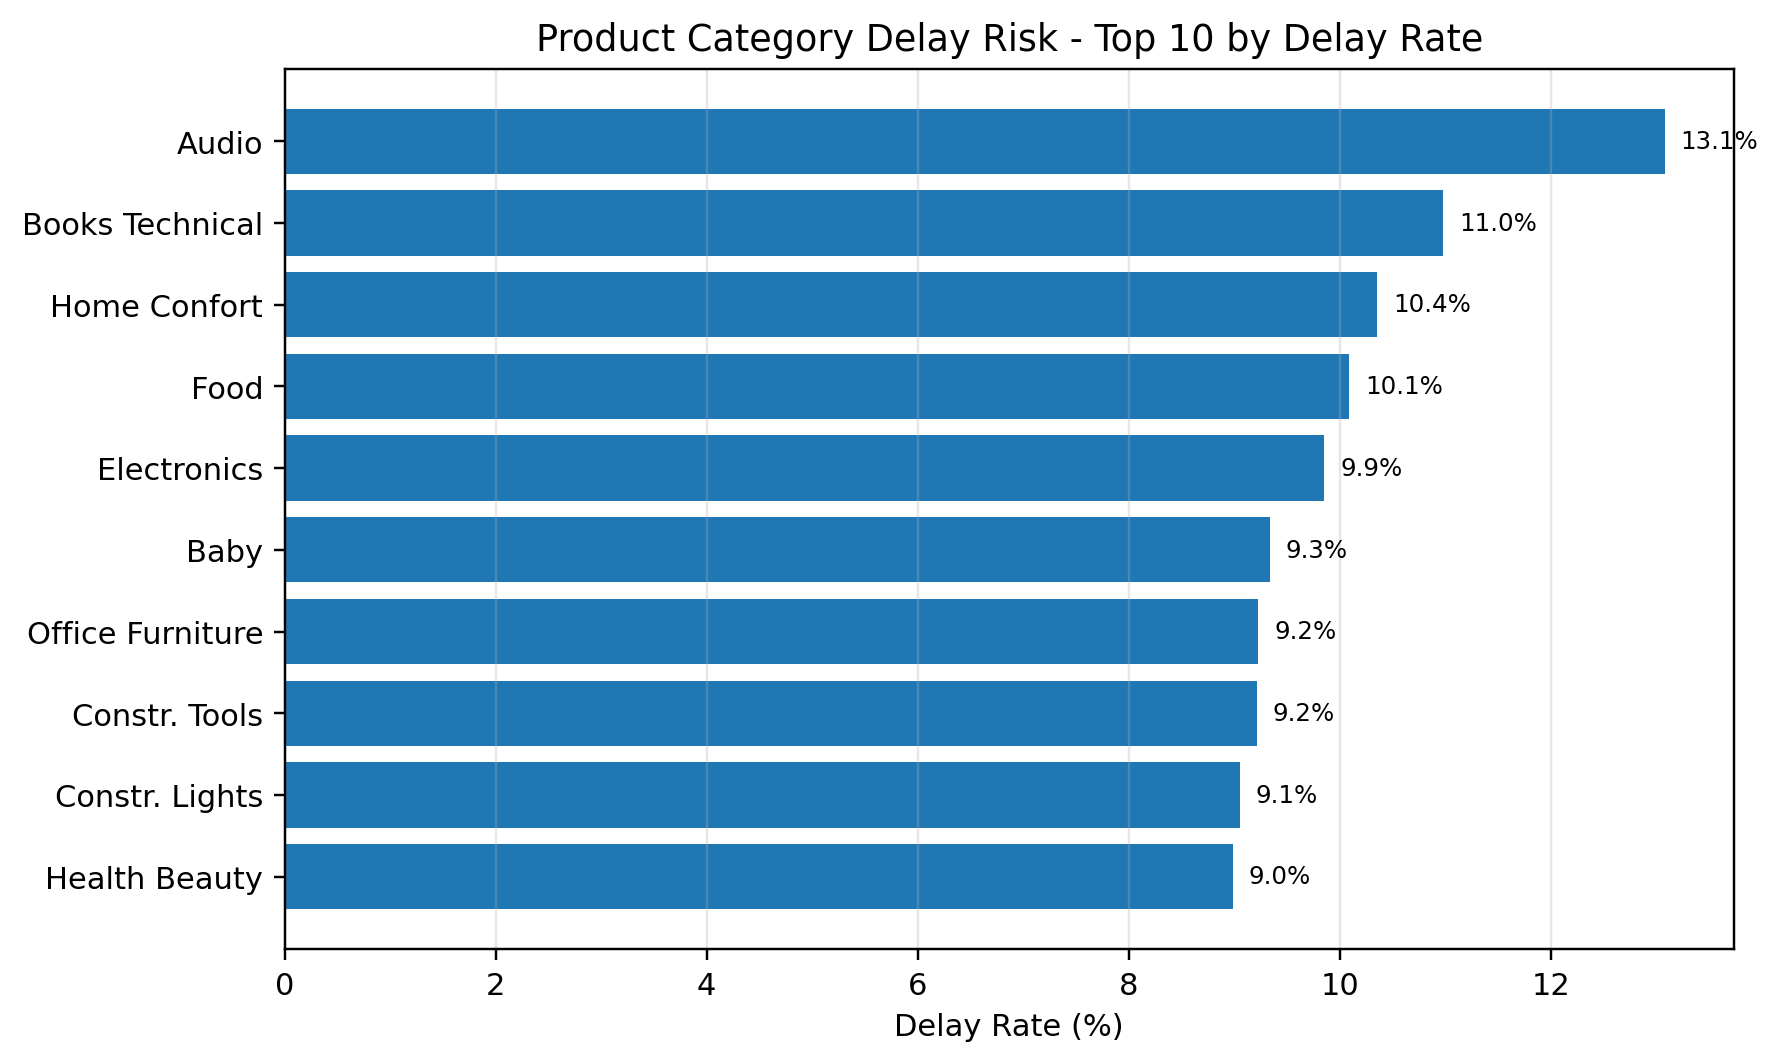 Product Category Delay Risk - Top 10 by Delay Rate
Audio
13.1%
Books Technical
11.0%
Home Confort
10.4%
Food
10.1%
Electronics
9.9%
Baby
9.3%
Office Furniture
9.2%
Constr. Tools
9.2%
Constr. Lights
9.1%
Health Beauty
9.0%
0 2 4 6 8 10 12
Delay Rate (%)